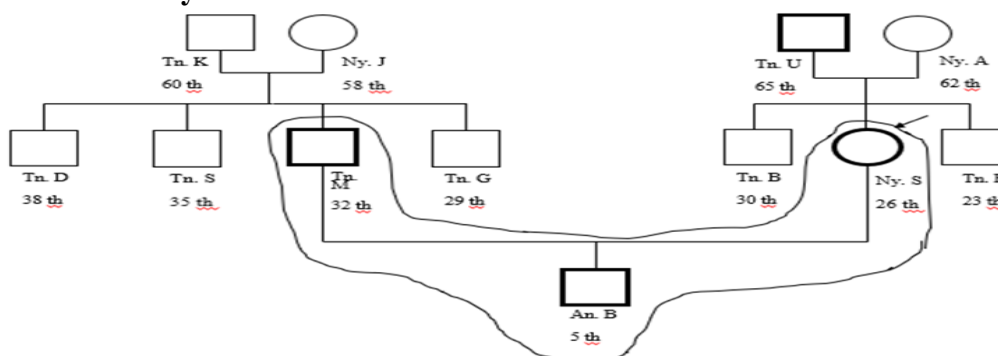 Tn. K
60 th
Ny. J
58 th
Tn. U
65 th
Ny. A
62 th
Tn. D
38 th
Tn. S
35 th
Tn.
M
32 th
Tn. G
29 th
Tn. B
30 th
Ny. S
26 th
Tn.
23 th
An. B
5 th